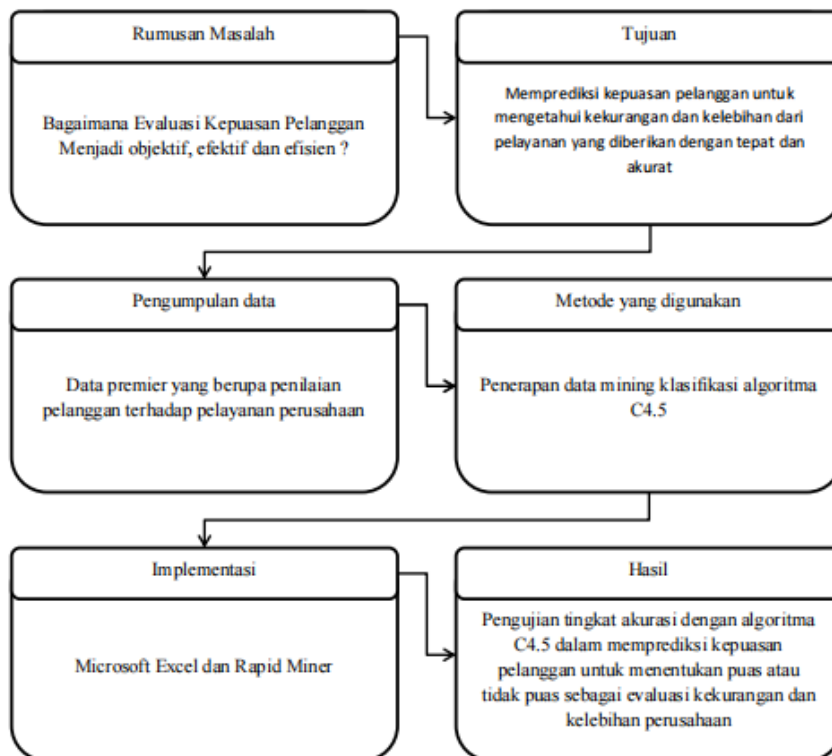 Rumusan Masalah
Bagaimana Evaluasi Kepuasan Pelanggan
Menjadi objektif, efektif dan efisien ?
Tujuan
Memprediksi kepuasan pelanggan untuk
mengetahui kekurangan dan kelebihan dari
pelayanan yang diberikan dengan tepat dan
akurat
Pengumpulan data
Data premier yang berupa penilaian
pelanggan terhadap pelayanan perusahaan
Metode yang digunakan
Penerapan data mining klasifikasi algoritma
C4.5
Implementasi
Microsoft Excel dan Rapid Miner
Hasil
Pengujian tingkat akurasi dengan algoritma
C4.5 dalam memprediksi kepuasan
pelanggan untuk menentukan puas atau
tidak puas sebagai evaluasi kekurangan dan
kelebihan perusahaan